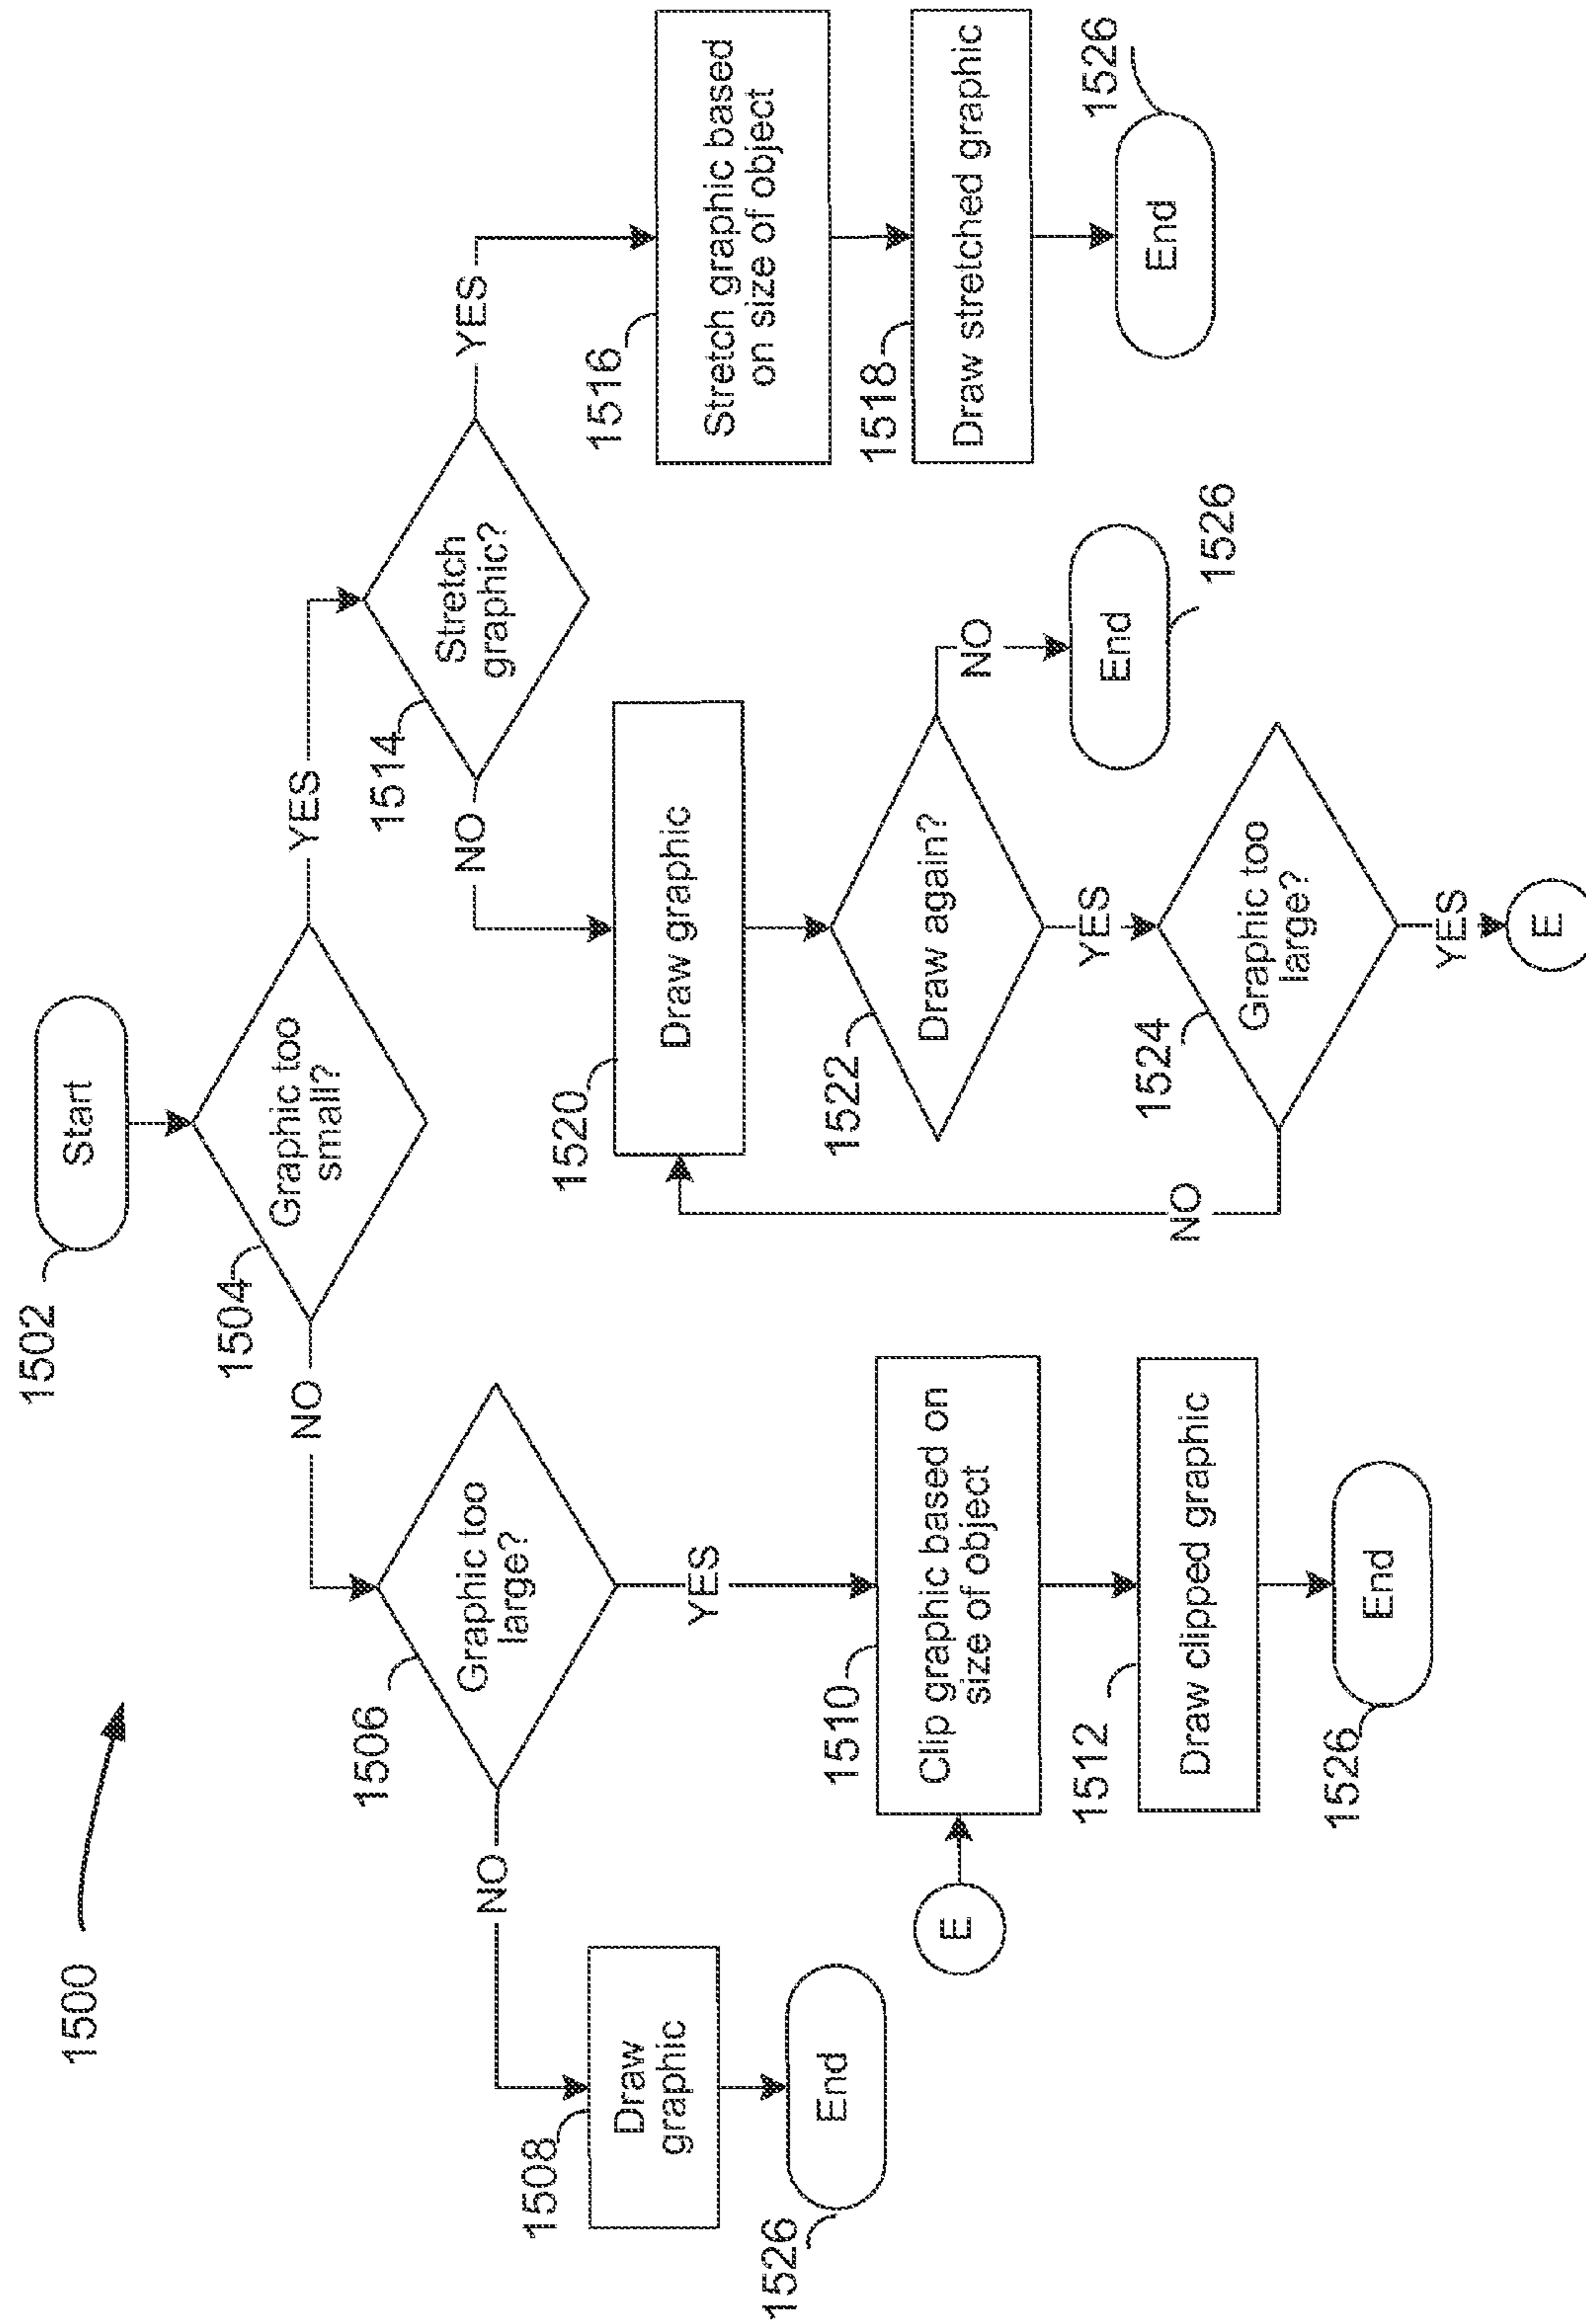 1500
1502
Start
1504
Graphic too
small?
NO
YES
1506
Graphic too
large?
NO
YES
1508
Draw
graphic
End
1526
E
1510
Clip graphic based on
size of object
1512
Draw clipped graphic
End
1526
1514
Stretch
graphic?
NO
YES
1520
Draw graphic
1522
Draw again?
NO
End
1526
YES
1524
Graphic too
large?
NO
YES
E
1516
Stretch graphic based
on size of object
1518
Draw stretched graphic
End
1526